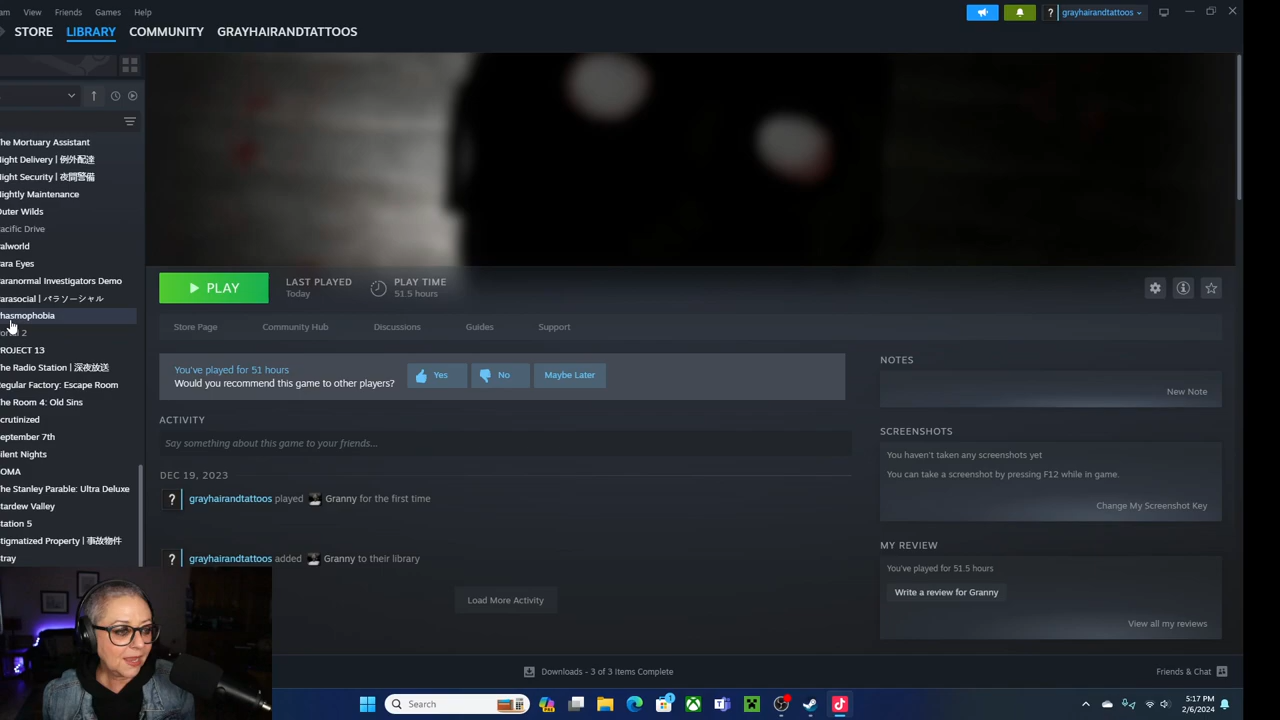 View Friends Games Help
grayhairandtattoos
STORE LIBRARY COMMUNITY GRAYHAIRANDTATTOOS
he Mortuary Assistant
ight Delivery | 例外配達
ight Security | 夜間警備
ightly Maintenance
uter Wilds
acific Drive
alworld
ara Eyes
aranormal Investigators Demo
arasocial | パラソーシャル
hasmophobia
2
ROJECT 13
he Radio Station | 深夜放送
egular Factory: Escape Room
he Room 4: Old Sins
crutinized
eptember 7th
ilent Nights
OMA
he Stanley Parable: Ultra Deluxe
tardew Valley
tation 5
tigmatized Property | 事故物件
tray
PLAY
LAST PLAYED
Today
PLAY TIME
51.5 hours
Store Page Community Hub Discussions Guides Support
You've played for 51 hours
Would you recommend this game to other players?
Yes No Maybe Later
ACTIVITY
Say something about this game to your friends...
DEC 19, 2023
? grayhairandtattoos played Granny for the first time
? grayhairandtattoos added Granny to their library
Load More Activity
NOTES
New Note
SCREENSHOTS
You haven't taken any screenshots yet
You can take a screenshot by pressing F12 while in game.
Change My Screenshot Key
MY REVIEW
You've played for 51.5 hours
Write a review for Granny
View all my reviews
Downloads - 3 of 3 Items Complete
Friends & Chat
Search
5:17 PM
2/6/2024